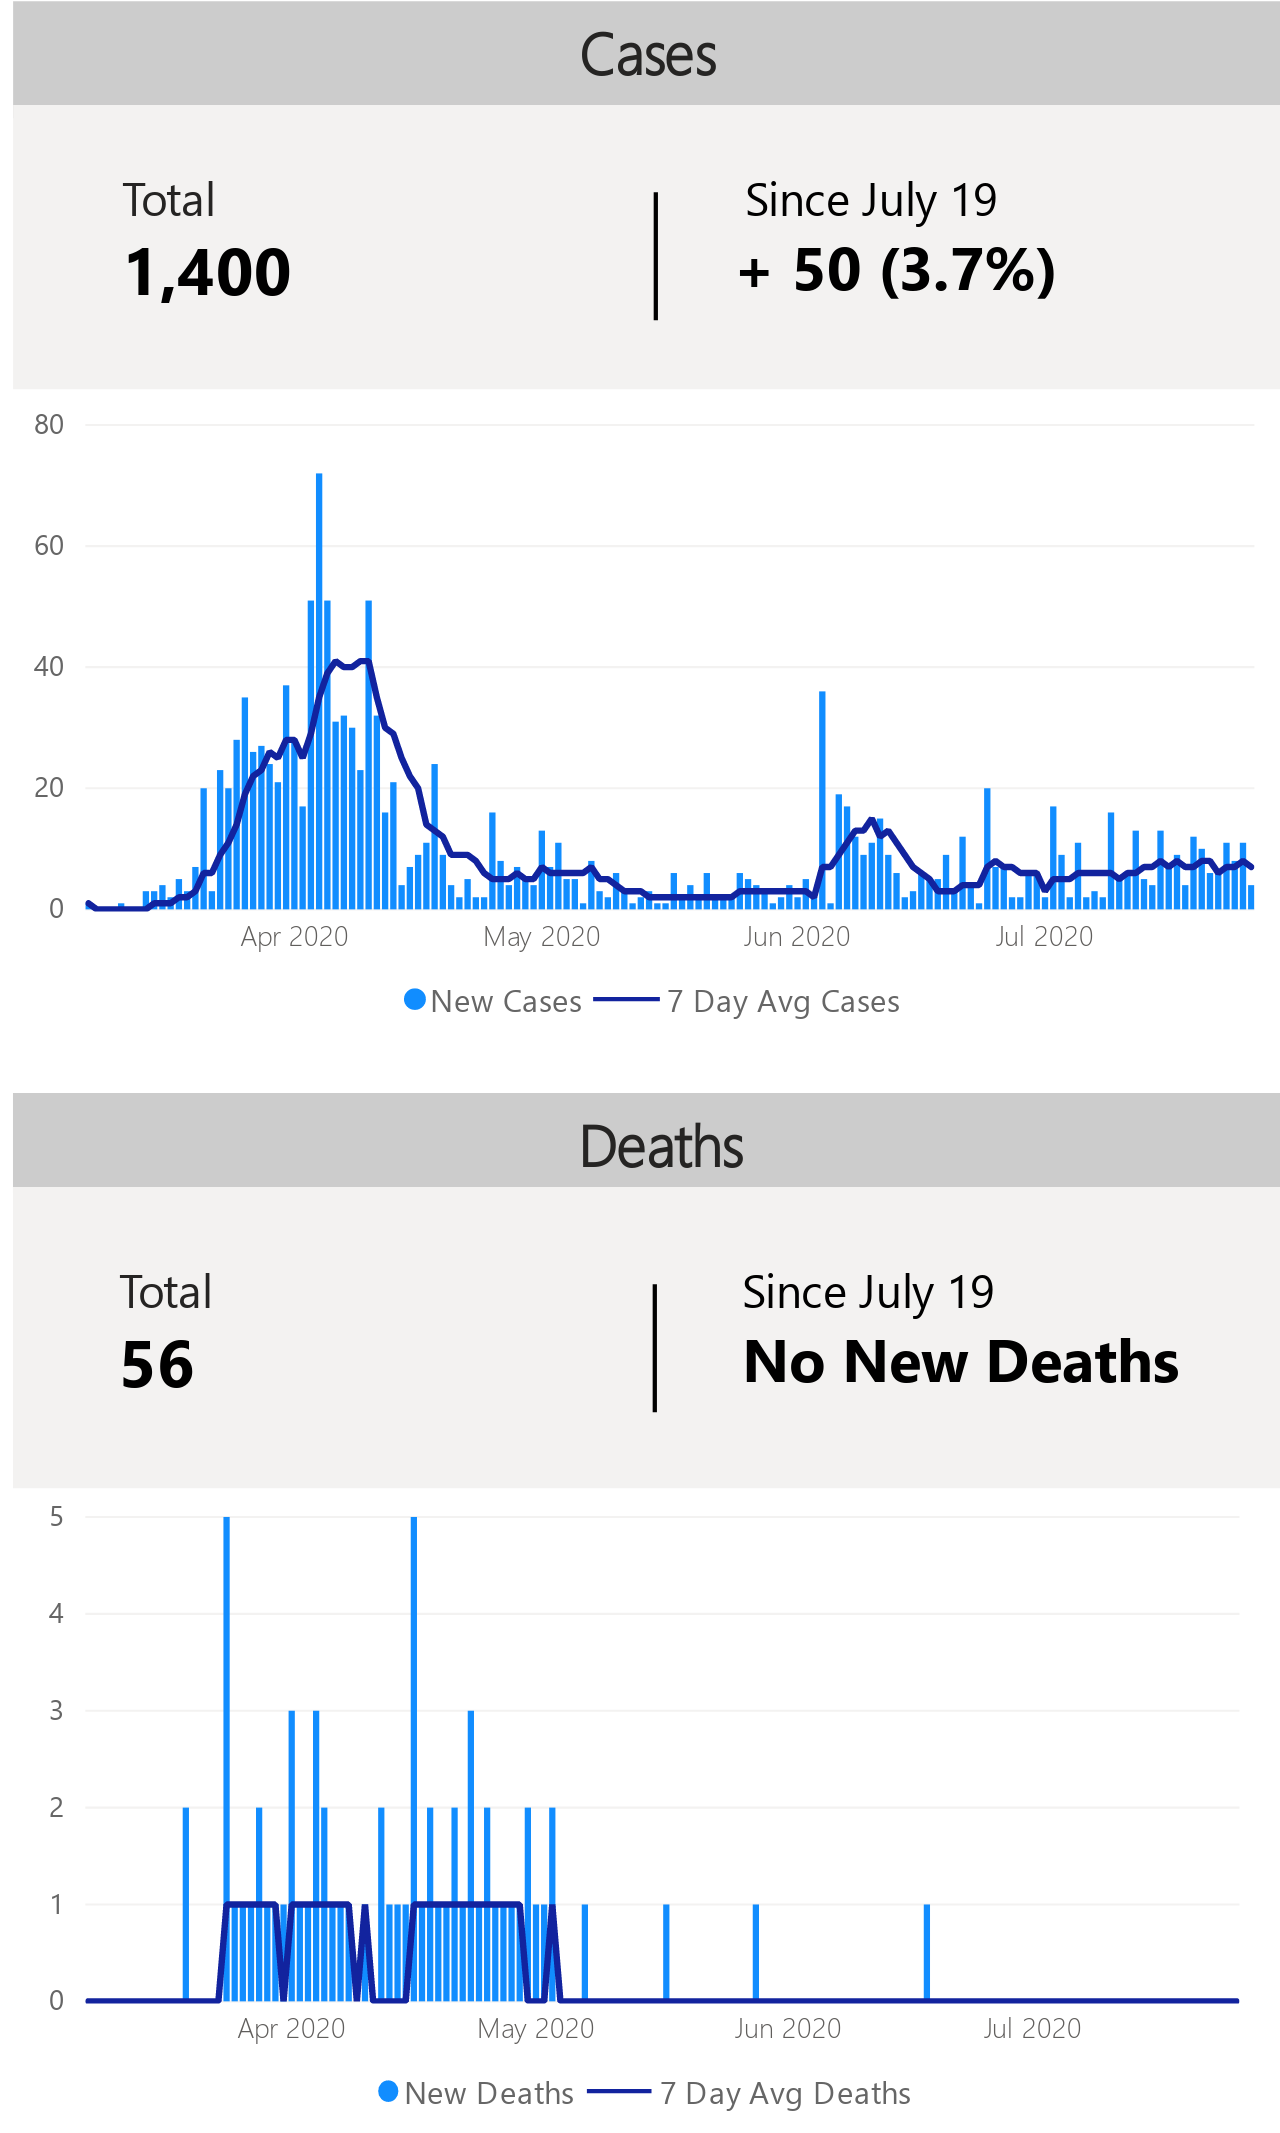 Cases
Total
Since July 19
1,400
+ 50 (3.7%)
80
60
40
20
0
Apr 2020
May 2020
Jun 2020
Jul 2020
New Cases
7 Day Avg Cases
Deaths
Total
Since July 19
56
No New Deaths
5
4
3
2
1
0
Apr 2020
May 2020
Jun 2020
Jul 2020
New Deaths
7 Day Avg Deaths